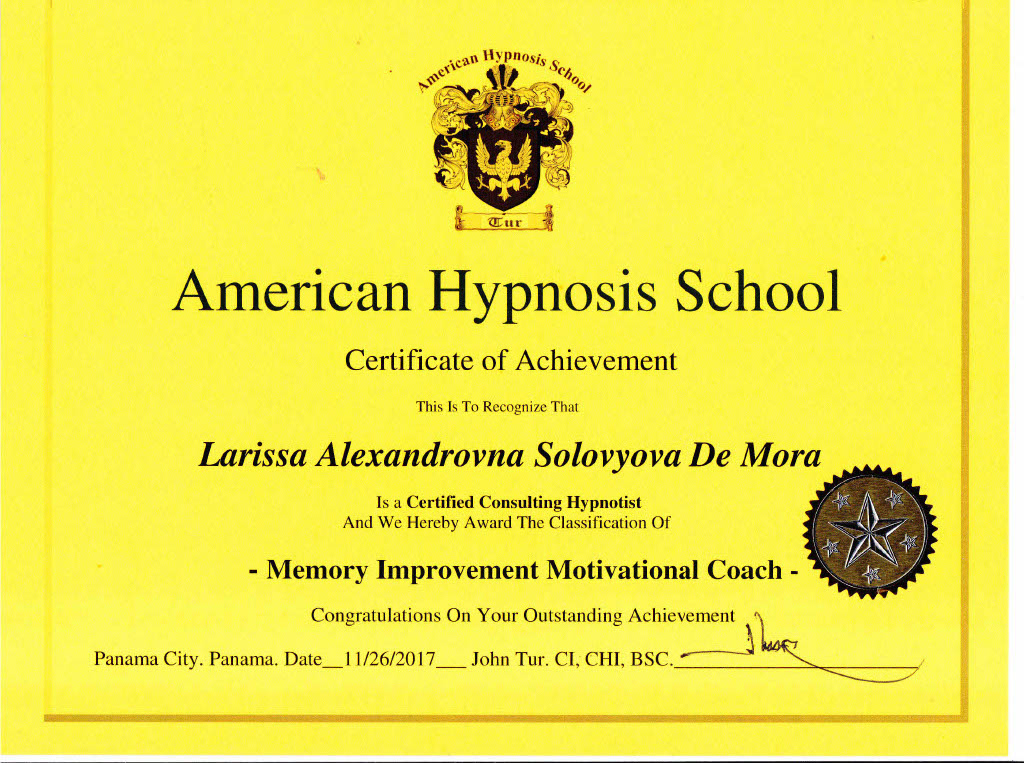 American Hypnosis School
Tur
American Hypnosis School
Certificate of Achievement
This Is To Recognize That
Larissa Alexandrovna Solovyova De Mora
Is a Certified Consulting Hypnotist
And We Hereby Award The Classification Of
- Memory Improvement Motivational Coach -
Congratulations On Your Outstanding Achievement
Panama City. Panama. Date__11/26/2017___ John Tur. CI, CHI, BSC.